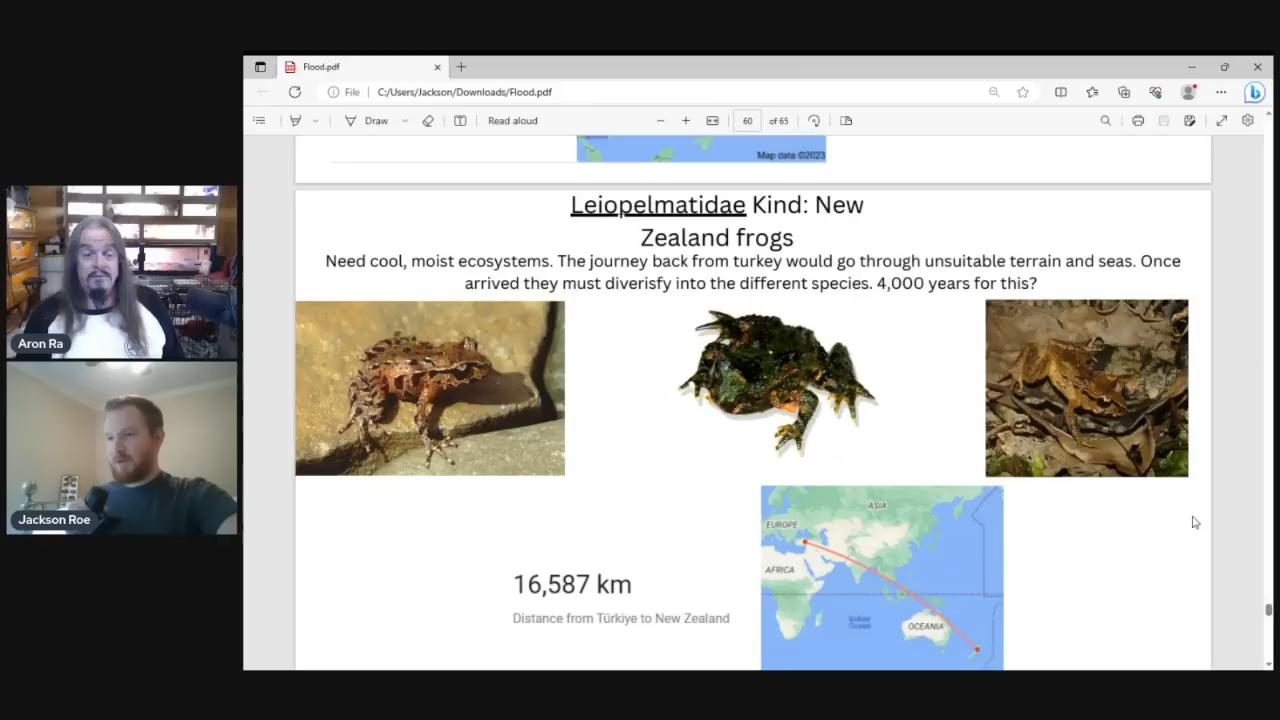 Flood.pdf
File
C:/Users/Jackson/Downloads/Flood.pdf
Draw
Read aloud
60
of 65
Map data ©2023
Leiopelmatidae Kind: New
Zealand frogs
Need cool, moist ecosystems. The journey back from turkey would go through unsuitable terrain and seas. Once
arrived they must diverisfy into the different species. 4,000 years for this?
Aron Ra
Jackson Roe
16,587 km
Distance from Türkiye to New Zealand
ASIA
EUROPE
AFRICA
Indian
Ocean
OCEANIA